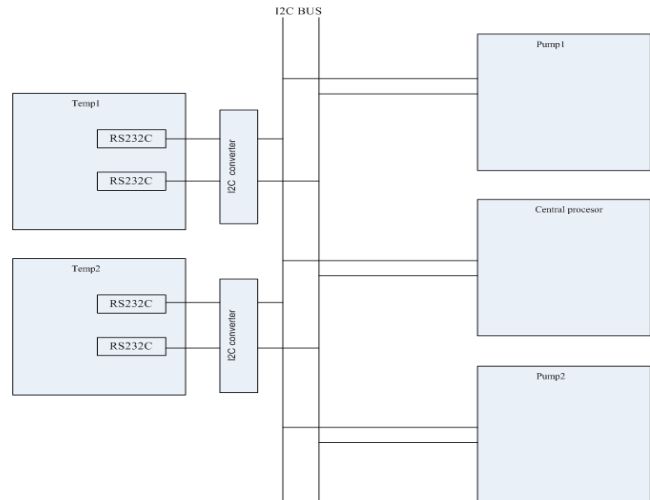 I2C BUS
Pump1
Temp1
RS232C
RS232C
I2C converter
Central procesor
Temp2
RS232C
RS232C
I2C converter
Pump2